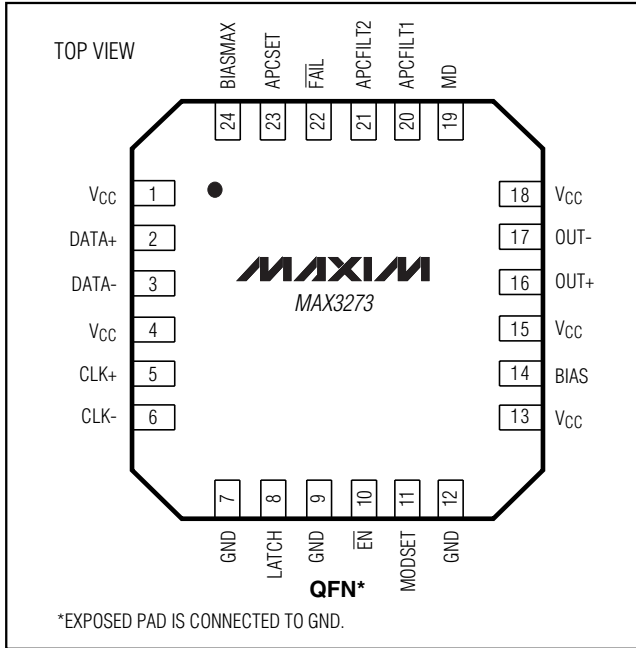 TOP VIEW
BIASMAX
APCSET
F̅A̅I̅L̅
APCFILT2
APCFILT1
MD
24
23
22
21
20
19
VCC 1
DATA+ 2
DATA- 3
VCC 4
CLK+ 5
CLK- 6
18 VCC
17 OUT-
16 OUT+
15 VCC
14 BIAS
13 VCC
MAXIM
MAX3273
7
8
9
10
11
12
GND
LATCH
GND
E̅N̅
MODSET
GND
QFN*
*EXPOSED PAD IS CONNECTED TO GND.